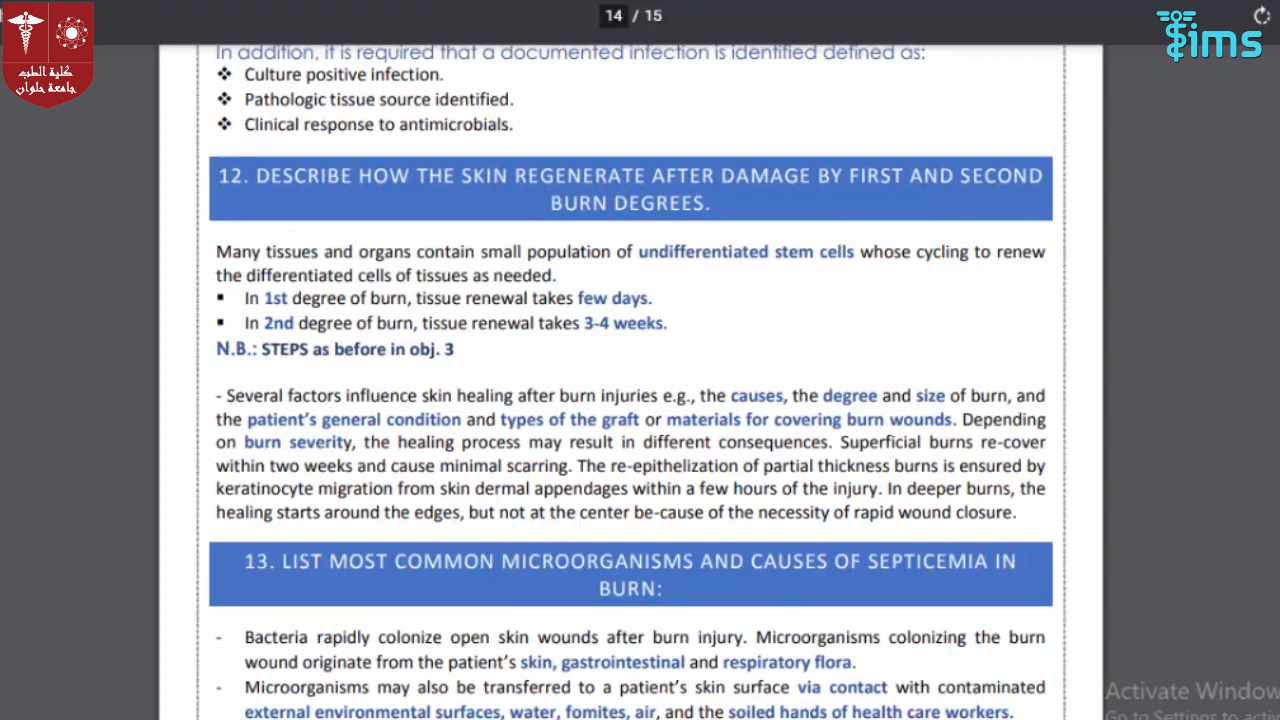 14 / 15
كلية الطب
جامعة حلوان
ims
In addition, it is required that a documented infection is identified defined as:
❖ Culture positive infection.
❖ Pathologic tissue source identified.
❖ Clinical response to antimicrobials.
12. DESCRIBE HOW THE SKIN REGENERATE AFTER DAMAGE BY FIRST AND SECOND
BURN DEGREES.
Many tissues and organs contain small population of undifferentiated stem cells whose cycling to renew
the differentiated cells of tissues as needed.
▪ In 1st degree of burn, tissue renewal takes few days.
▪ In 2nd degree of burn, tissue renewal takes 3-4 weeks.
N.B.: STEPS as before in obj. 3
- Several factors influence skin healing after burn injuries e.g., the causes, the degree and size of burn, and
the patient's general condition and types of the graft or materials for covering burn wounds. Depending
on burn severity, the healing process may result in different consequences. Superficial burns re-cover
within two weeks and cause minimal scarring. The re-epithelization of partial thickness burns is ensured by
keratinocyte migration from skin dermal appendages within a few hours of the injury. In deeper burns, the
healing starts around the edges, but not at the center be-cause of the necessity of rapid wound closure.
13. LIST MOST COMMON MICROORGANISMS AND CAUSES OF SEPTICEMIA IN
BURN:
- Bacteria rapidly colonize open skin wounds after burn injury. Microorganisms colonizing the burn
wound originate from the patient's skin, gastrointestinal and respiratory flora.
- Microorganisms may also be transferred to a patient's skin surface via contact with contaminated
external environmental surfaces, water, fomites, air, and the soiled hands of health care workers.
Activate Window
Go to Settings to